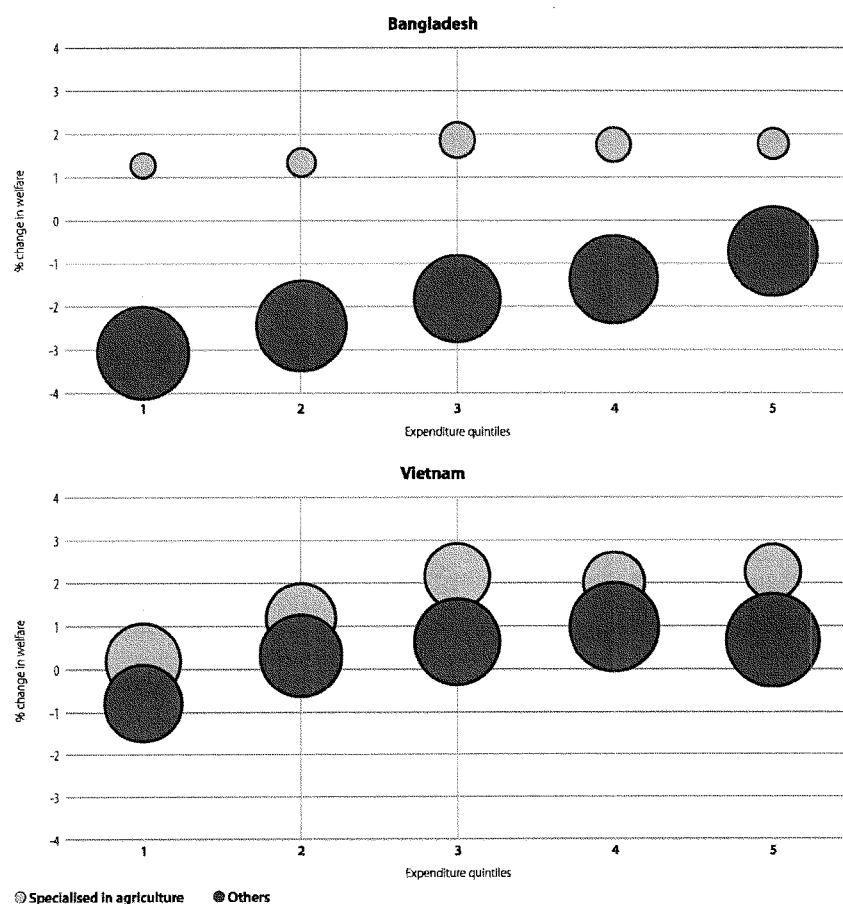 Bangladesh
4
3
2
1
0
-1
-2
-3
-4
% change in welfare
1 2 3 4 5
Expenditure quintiles
Vietnam
4
3
2
1
0
-1
-2
-3
-4
% change in welfare
1 2 3 4 5
Expenditure quintiles
Specialised in agriculture Others